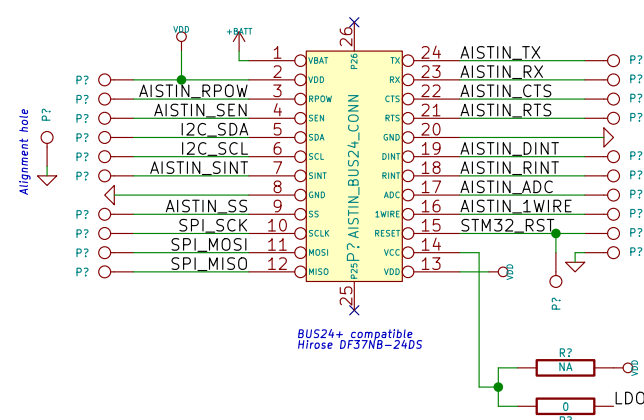 VDD
+BATT
26
P26
1 VBAT TX 24 AISTIN_TX P?
P? 2 VDD RX 23 AISTIN_RX P?
P? AISTIN_RPOW 3 RPOW CTS 22 AISTIN_CTS P?
P? AISTIN_SEN 4 SEN RTS 21 AISTIN_RTS P?
P? I2C_SDA 5 SDA GND 20
P? I2C_SCL 6 SCL DINT 19 AISTIN_DINT P?
P? AISTIN_SINT 7 SINT RINT 18 AISTIN_RINT P?
8 GND ADC 17 AISTIN_ADC P?
P? AISTIN_SS 9 SS 1WIRE 16 AISTIN_1WIRE P?
P? SPI_SCK 10 SCLK RESET 15 STM32_RST P?
P? SPI_MOSI 11 MOSI VCC 14 P?
P? SPI_MISO 12 MISO VDD 13 VDD
P? AISTIN_BUS24_CONN
P25
25
Alignment hole
P?
P?
BUS24+ compatible
Hirose DF37NB-24DS
R?
NA
VDD
0
LDO